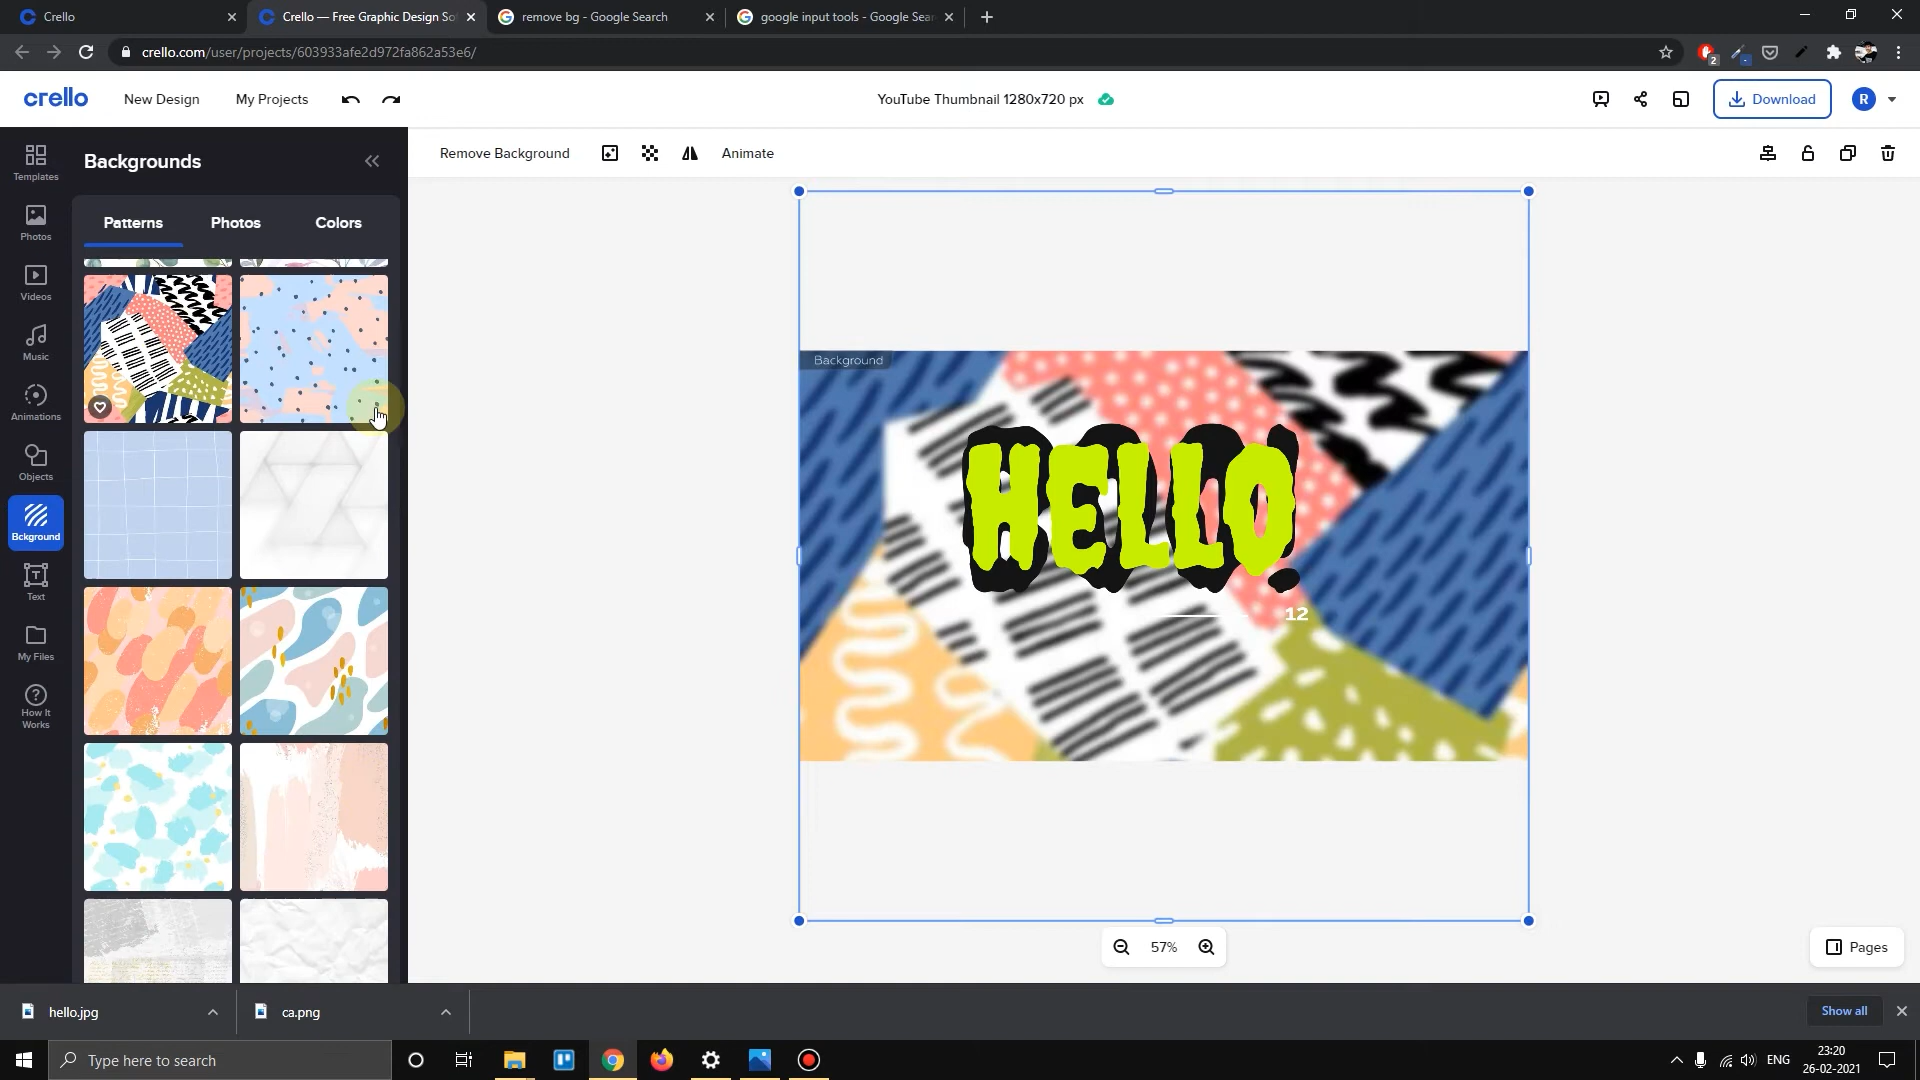 Crello
Crello — Free Graphic Design So
remove bg - Google Search
google input tools - Google Sea
crello.com/user/projects/603933afe2d972fa862a53e6/
2
crello
New Design
My Projects
YouTube Thumbnail 1280x720 px
Download
R
Templates
Photos
Videos
Music
Animations
Objects
Bckground
Text
My Files
How It
Works
Backgrounds
Patterns
Photos
Colors
Remove Background
Animate
Background
HELLO
12
57%
Pages
hello.jpg
ca.png
Show all
Type here to search
ENG
23:20
26-02-2021